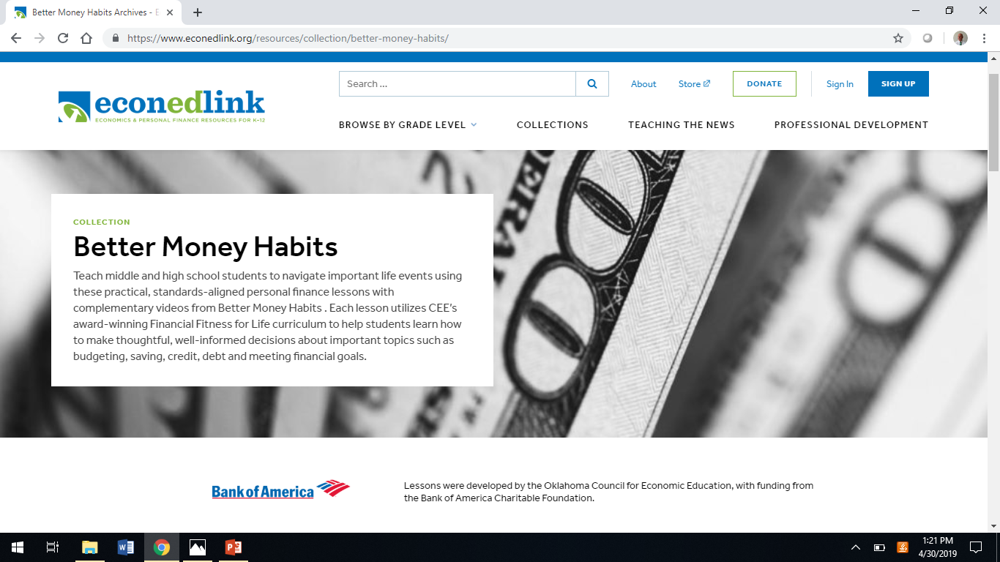 Better Money Habits Archives - E
https://www.econedlink.org/resources/collection/better-money-habits/
Search ...
About
Store
DONATE
Sign In
SIGN UP
econedlink
ECONOMICS & PERSONAL FINANCE RESOURCES FOR K-12
BROWSE BY GRADE LEVEL
COLLECTIONS
TEACHING THE NEWS
PROFESSIONAL DEVELOPMENT
COLLECTION
Better Money Habits
Teach middle and high school students to navigate important life events using
these practical, standards-aligned personal finance lessons with
complementary videos from Better Money Habits . Each lesson utilizes CEE’s
award-winning Financial Fitness for Life curriculum to help students learn how
to make thoughtful, well-informed decisions about important topics such as
budgeting, saving, credit, debt and meeting financial goals.
Bank of America
Lessons were developed by the Oklahoma Council for Economic Education, with funding from
the Bank of America Charitable Foundation.
1:21 PM
4/30/2019